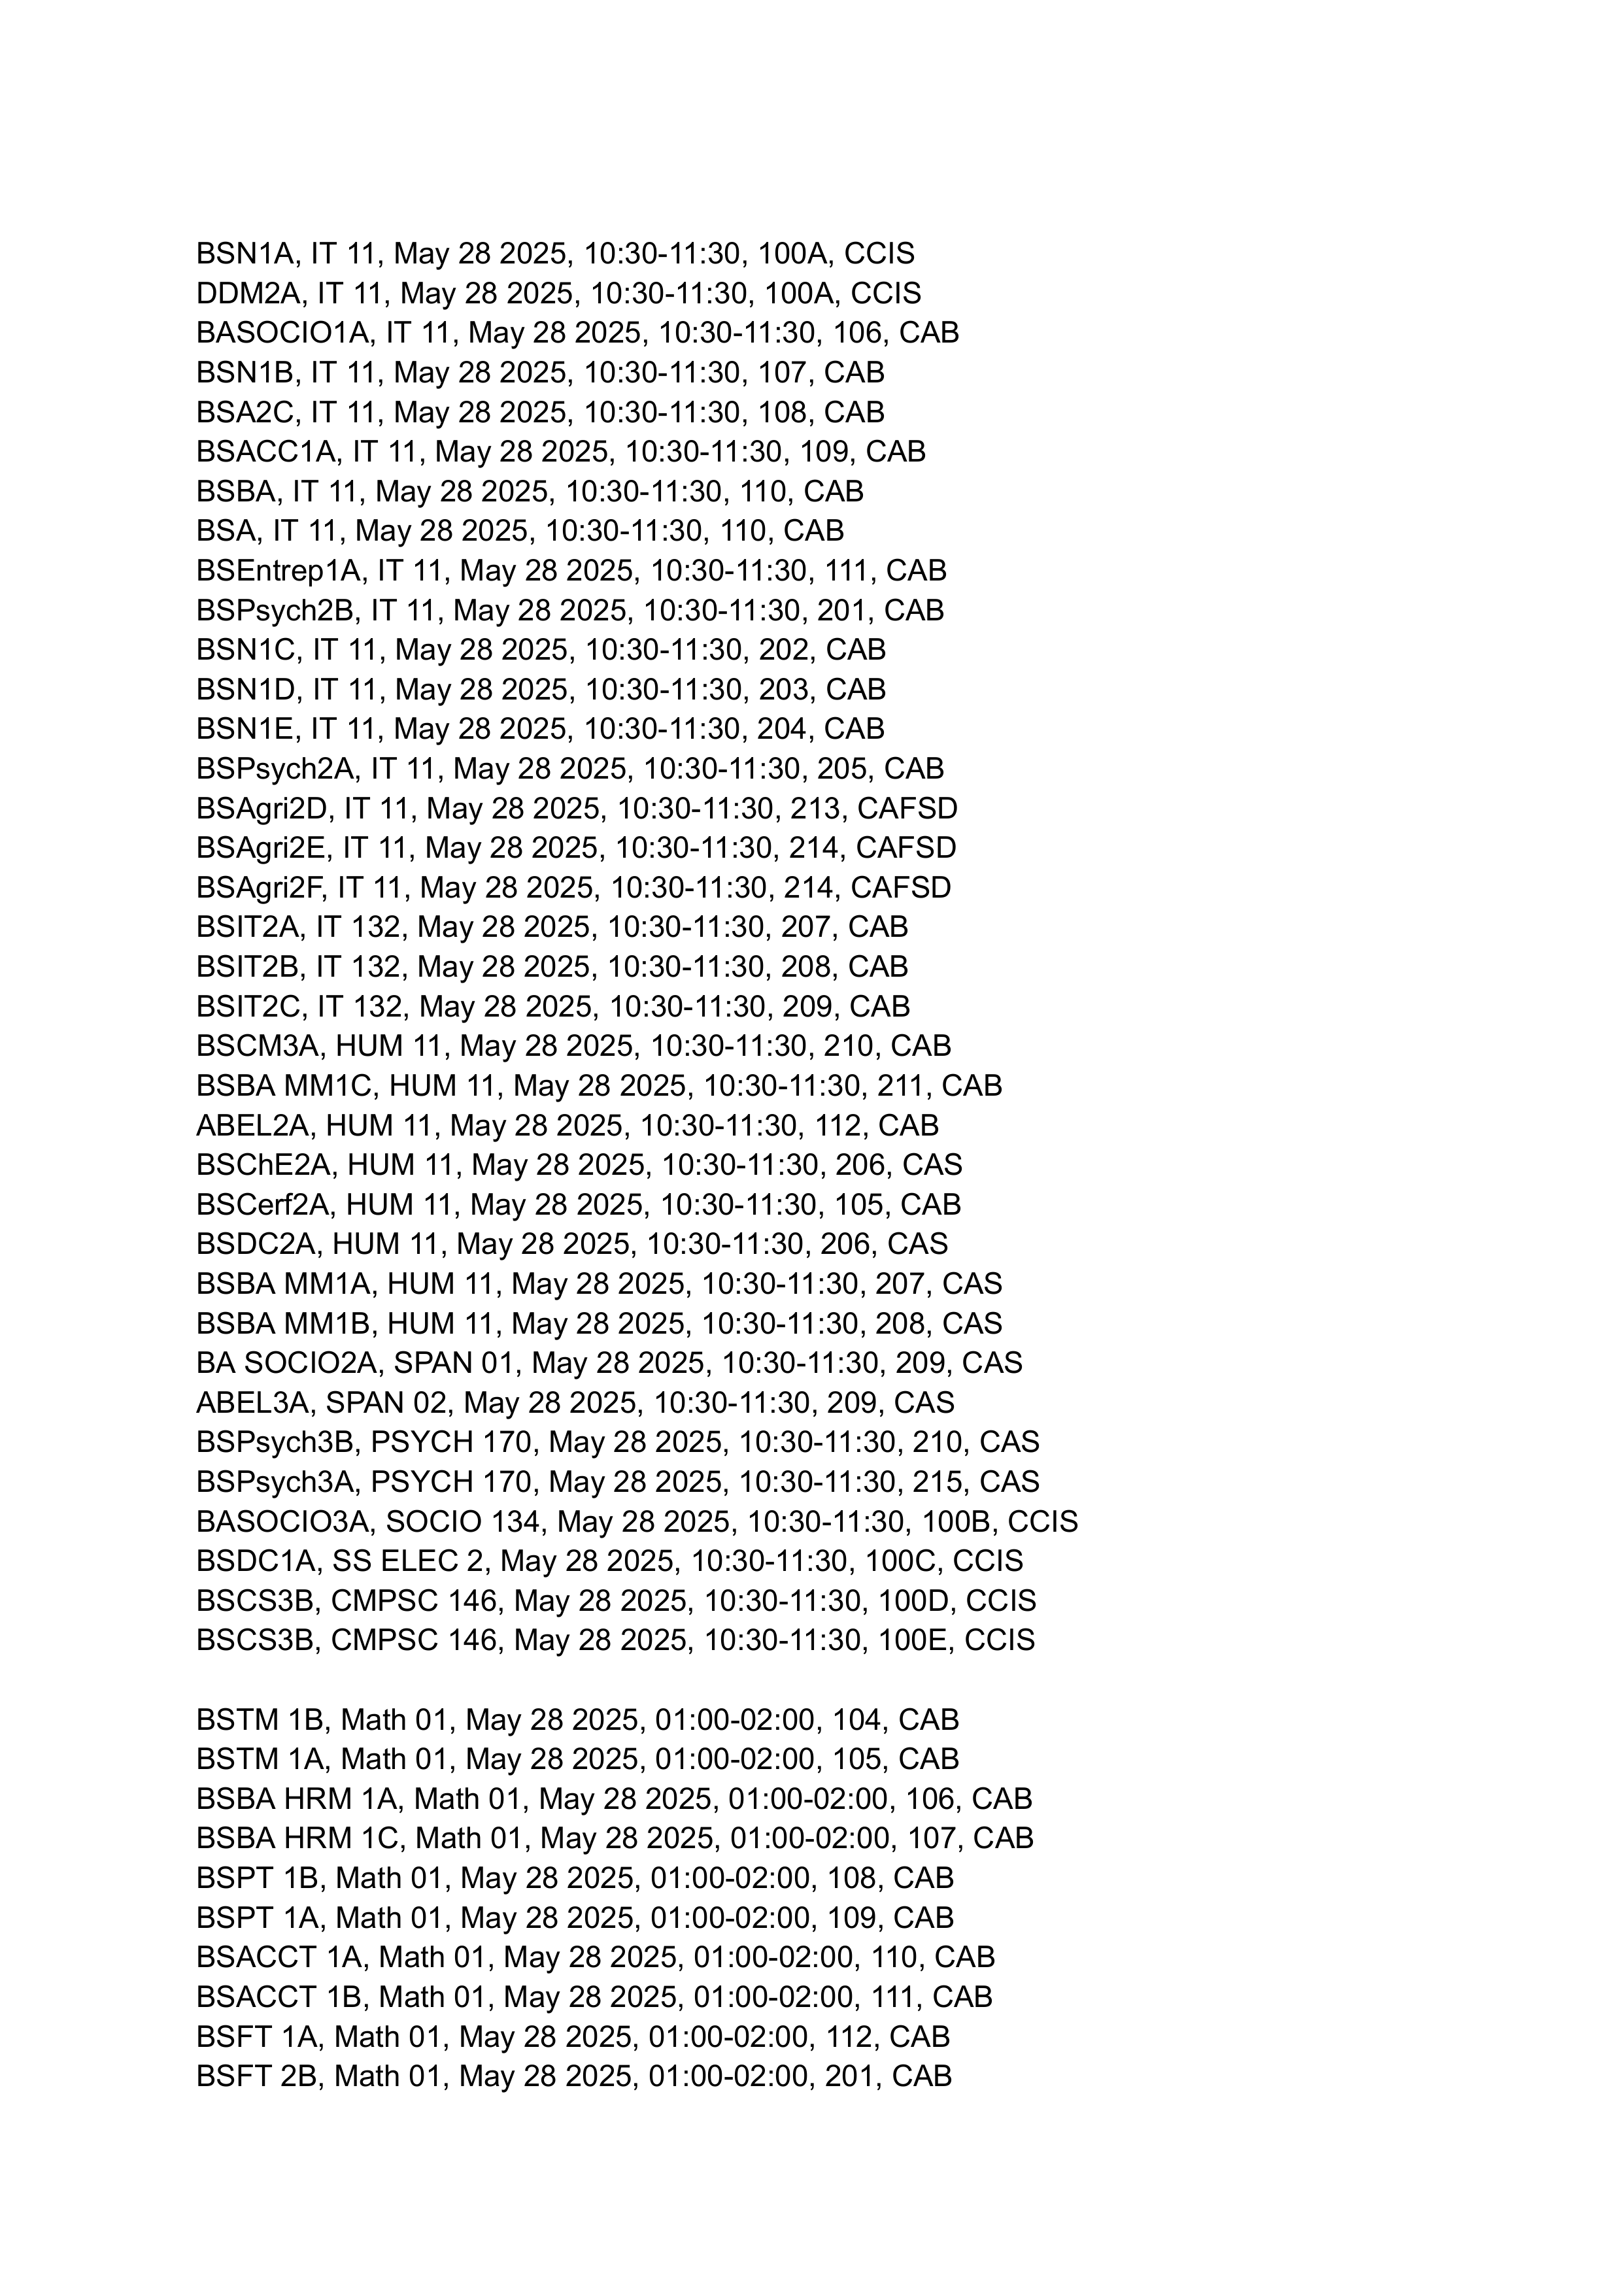 BSN1A, IT 11, May 28 2025, 10:30-11:30, 100A, CCIS
DDM2A, IT 11, May 28 2025, 10:30-11:30, 100A, CCIS
BASOCIO1A, IT 11, May 28 2025, 10:30-11:30, 106, CAB
BSN1B, IT 11, May 28 2025, 10:30-11:30, 107, CAB
BSA2C, IT 11, May 28 2025, 10:30-11:30, 108, CAB
BSACC1A, IT 11, May 28 2025, 10:30-11:30, 109, CAB
BSBA, IT 11, May 28 2025, 10:30-11:30, 110, CAB
BSA, IT 11, May 28 2025, 10:30-11:30, 110, CAB
BSEntrep1A, IT 11, May 28 2025, 10:30-11:30, 111, CAB
BSPsych2B, IT 11, May 28 2025, 10:30-11:30, 201, CAB
BSN1C, IT 11, May 28 2025, 10:30-11:30, 202, CAB
BSN1D, IT 11, May 28 2025, 10:30-11:30, 203, CAB
BSN1E, IT 11, May 28 2025, 10:30-11:30, 204, CAB
BSPsych2A, IT 11, May 28 2025, 10:30-11:30, 205, CAB
BSAgri2D, IT 11, May 28 2025, 10:30-11:30, 213, CAFSD
BSAgri2E, IT 11, May 28 2025, 10:30-11:30, 214, CAFSD
BSAgri2F, IT 11, May 28 2025, 10:30-11:30, 214, CAFSD
BSIT2A, IT 132, May 28 2025, 10:30-11:30, 207, CAB
BSIT2B, IT 132, May 28 2025, 10:30-11:30, 208, CAB
BSIT2C, IT 132, May 28 2025, 10:30-11:30, 209, CAB
BSCM3A, HUM 11, May 28 2025, 10:30-11:30, 210, CAB
BSBA MM1C, HUM 11, May 28 2025, 10:30-11:30, 211, CAB
ABEL2A, HUM 11, May 28 2025, 10:30-11:30, 112, CAB
BSChE2A, HUM 11, May 28 2025, 10:30-11:30, 206, CAS
BSCerf2A, HUM 11, May 28 2025, 10:30-11:30, 105, CAB
BSDC2A, HUM 11, May 28 2025, 10:30-11:30, 206, CAS
BSBA MM1A, HUM 11, May 28 2025, 10:30-11:30, 207, CAS
BSBA MM1B, HUM 11, May 28 2025, 10:30-11:30, 208, CAS
BA SOCIO2A, SPAN 01, May 28 2025, 10:30-11:30, 209, CAS
ABEL3A, SPAN 02, May 28 2025, 10:30-11:30, 209, CAS
BSPsych3B, PSYCH 170, May 28 2025, 10:30-11:30, 210, CAS
BSPsych3A, PSYCH 170, May 28 2025, 10:30-11:30, 215, CAS
BASOCIO3A, SOCIO 134, May 28 2025, 10:30-11:30, 100B, CCIS
BSDC1A, SS ELEC 2, May 28 2025, 10:30-11:30, 100C, CCIS
BSCS3B, CMPSC 146, May 28 2025, 10:30-11:30, 100D, CCIS
BSCS3B, CMPSC 146, May 28 2025, 10:30-11:30, 100E, CCIS
BSTM 1B, Math 01, May 28 2025, 01:00-02:00, 104, CAB
BSTM 1A, Math 01, May 28 2025, 01:00-02:00, 105, CAB
BSBA HRM 1A, Math 01, May 28 2025, 01:00-02:00, 106, CAB
BSBA HRM 1C, Math 01, May 28 2025, 01:00-02:00, 107, CAB
BSPT 1B, Math 01, May 28 2025, 01:00-02:00, 108, CAB
BSPT 1A, Math 01, May 28 2025, 01:00-02:00, 109, CAB
BSACCT 1A, Math 01, May 28 2025, 01:00-02:00, 110, CAB
BSACCT 1B, Math 01, May 28 2025, 01:00-02:00, 111, CAB
BSFT 1A, Math 01, May 28 2025, 01:00-02:00, 112, CAB
BSFT 2B, Math 01, May 28 2025, 01:00-02:00, 201, CAB